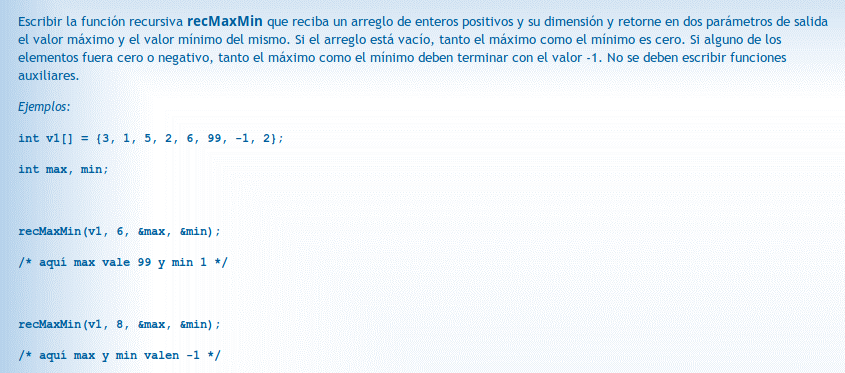 Escribir la función recursiva recMaxMin que reciba un arreglo de enteros positivos y su dimensión y retorne en dos parámetros de salida
el valor máximo y el valor mínimo del mismo. Si el arreglo está vacío, tanto el máximo como el mínimo es cero. Si alguno de los
elementos fuera cero o negativo, tanto el máximo como el mínimo deben terminar con el valor -1. No se deben escribir funciones
auxiliares.
Ejemplos:
int v1[] = {3, 1, 5, 2, 6, 99, -1, 2};
int max, min;
recMaxMin(v1, 6, &max, &min);
/* aquí max vale 99 y min 1 */
recMaxMin(v1, 8, &max, &min);
/* aquí max y min valen -1 */